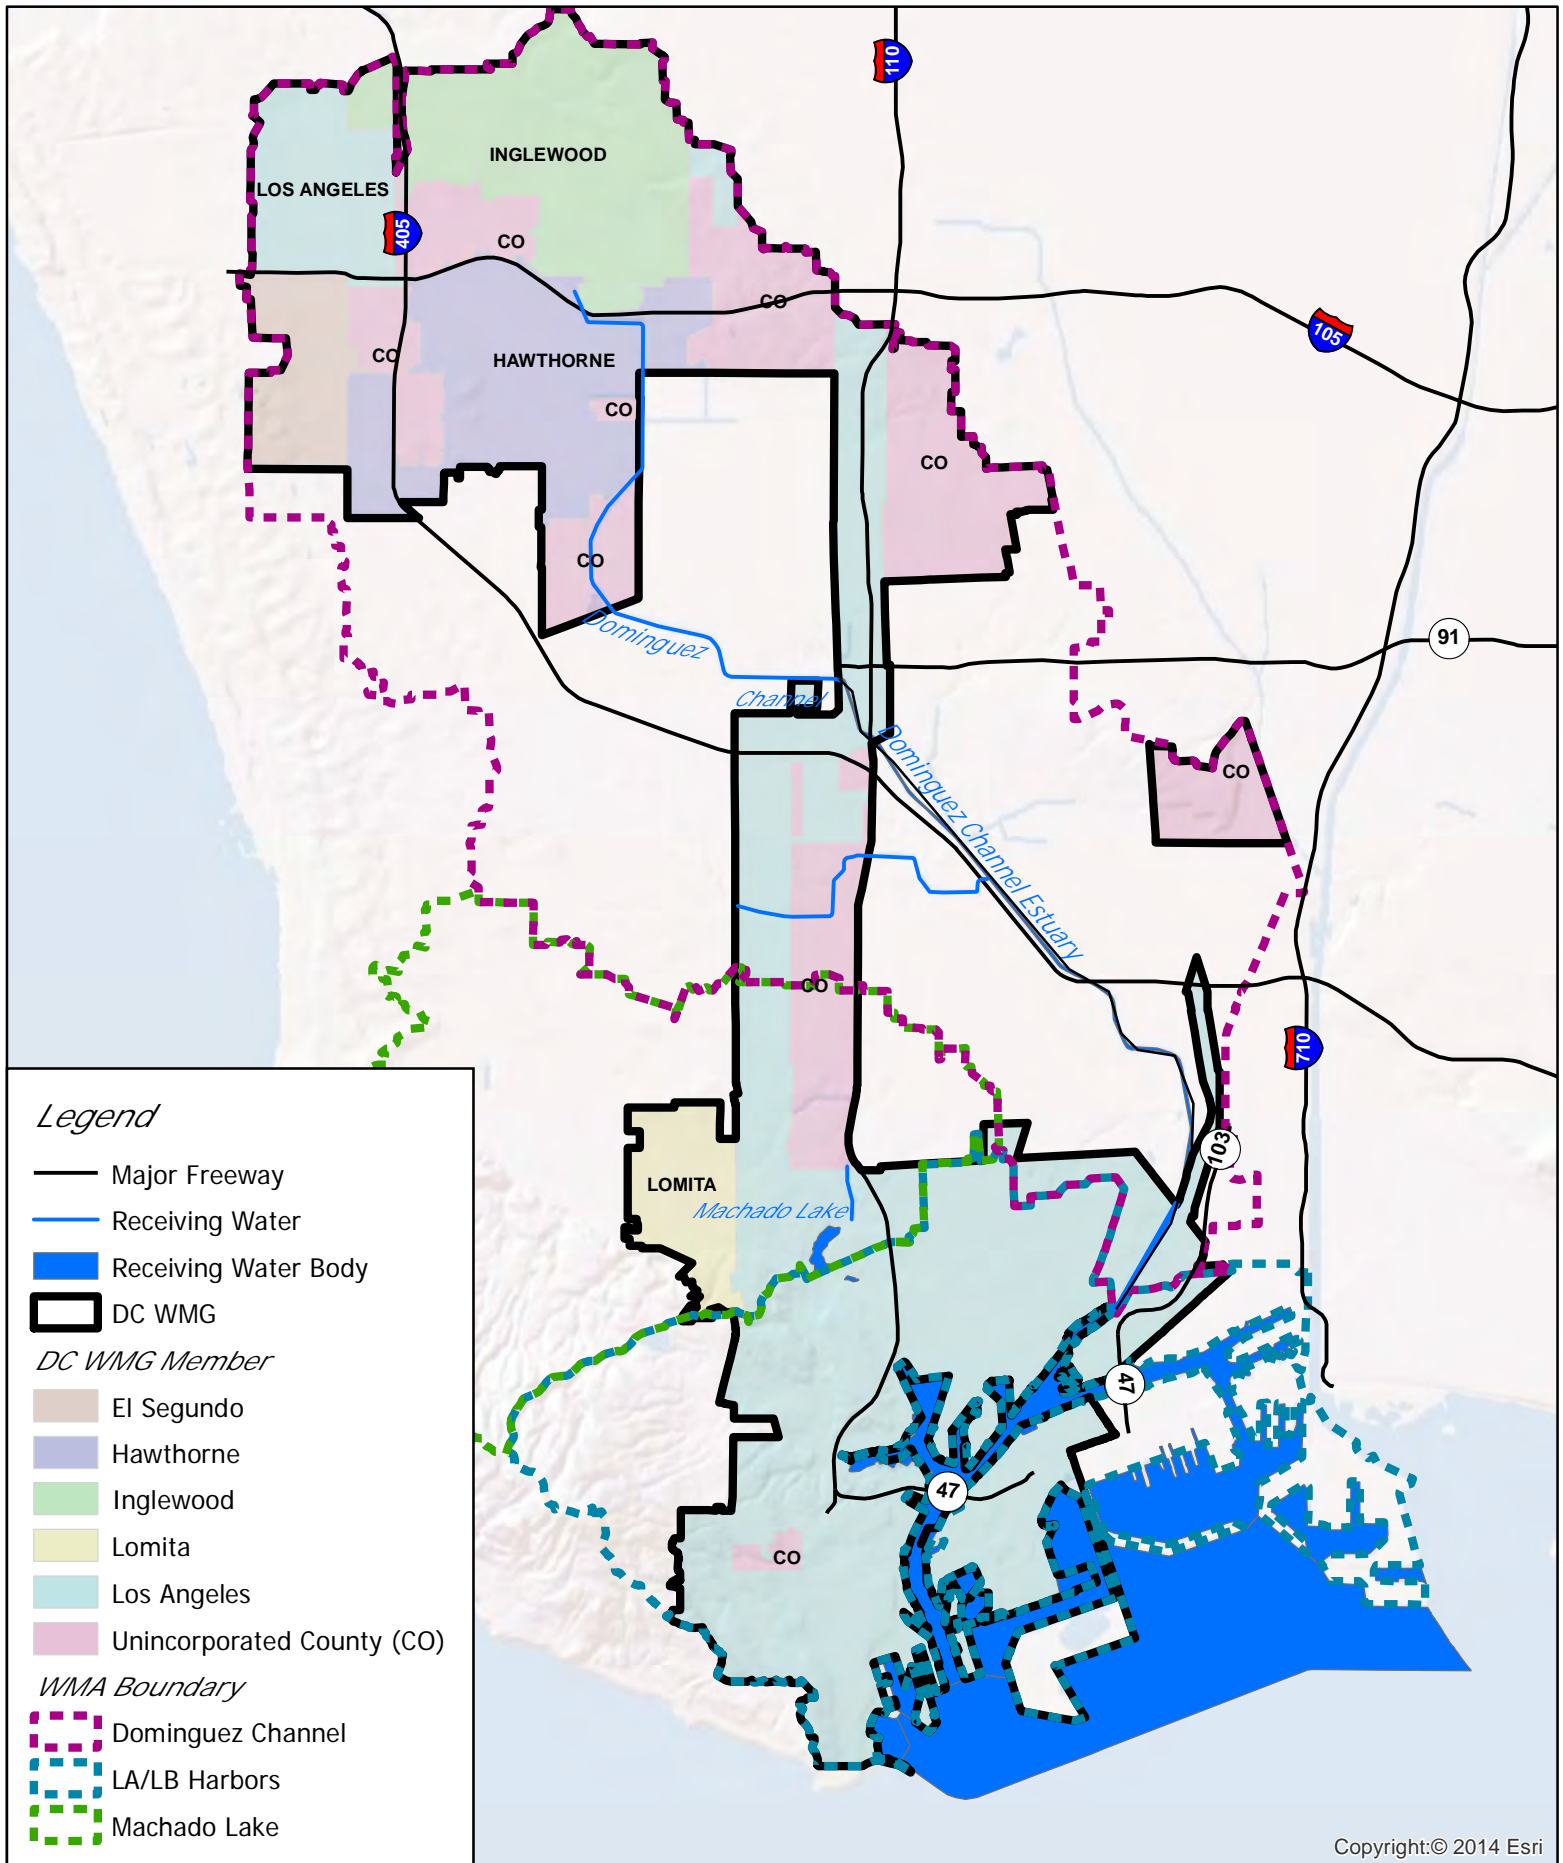 110
INGLEWOOD
LOS ANGELES
405
CO
CO
105
CO
HAWTHORNE
CO
CO
CO
Dominguez
91
Channel
Dominguez Channel Estuary
CO
CO
710
103
LOMITA
Machado Lake
47
47
CO
Legend
Major Freeway
Receiving Water
Receiving Water Body
DC WMG
DC WMG Member
El Segundo
Hawthorne
Inglewood
Lomita
Los Angeles
Unincorporated County (CO)
WMA Boundary
Dominguez Channel
LA/LB Harbors
Machado Lake
Copyright:© 2014 Esri